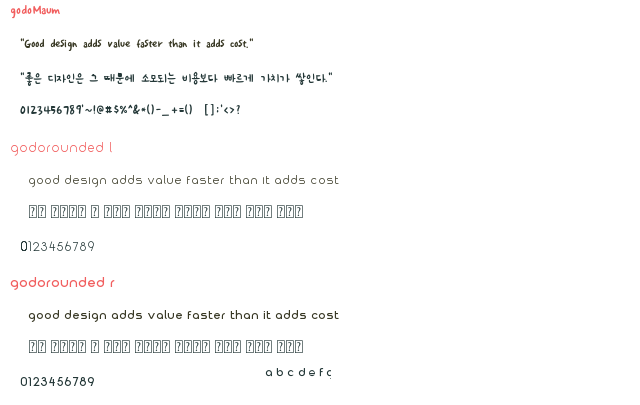 godoMaum
"Good design adds value faster than it adds cost."
"좋은 디자인은 그 때문에 소모되는 비용보다 빠르게 가치가 쌓인다."
0123456789'~!@#$%^&*()-_+=() []:'<>?
godorounded l
good design adds value faster than it adds cost
0123456789
godorounded r
good design adds value faster than it adds cost
a b c d e f
0123456789